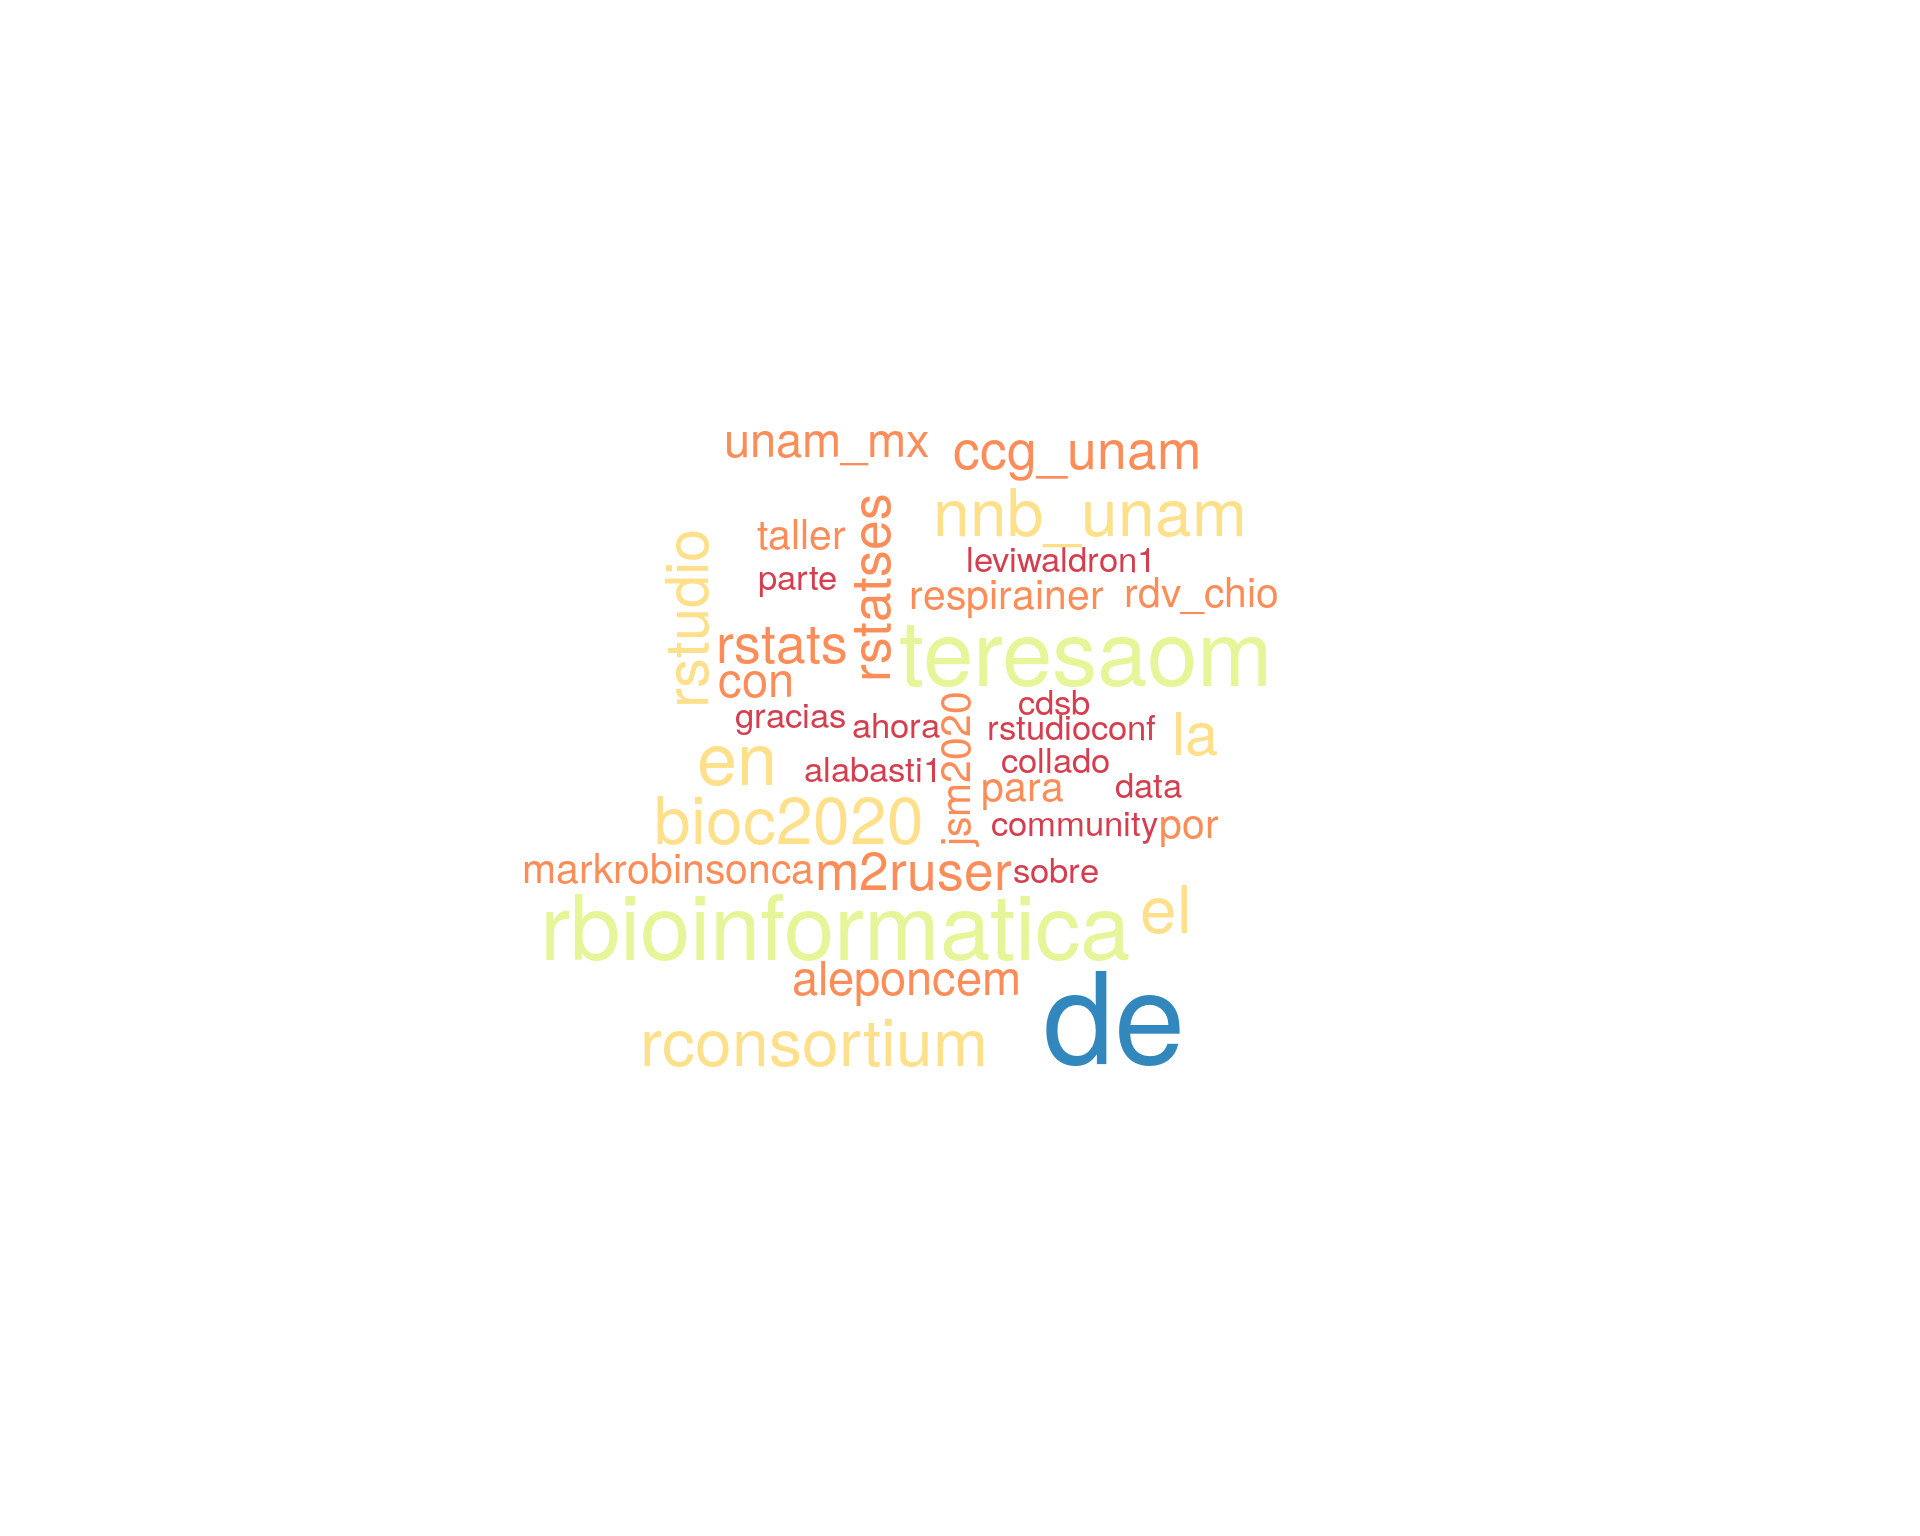 unam_mx
ccg_unam
nnb_unam
taller
rstatses
rstudio
leviwaldron1
parte
respirainer
rdv_chio
rstats
teresaom
con
cdsb
gracias
ahora
jsm2020
rstudioconf
la
en
alabasti1
collado
para
data
bioc2020
community
por
markrobinsonca
m2ruser
sobre
rbioinformatica
el
aleponcem
de
rconsortium